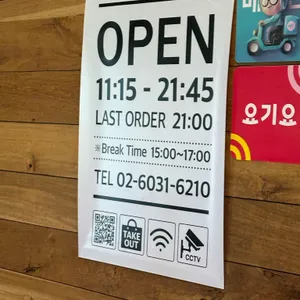 OPEN
11:15 - 21:45
LAST ORDER 21:00
※Break Time 15:00~17:00
TEL 02-6031-6210
TAKE
OUT
CCTV
요기요